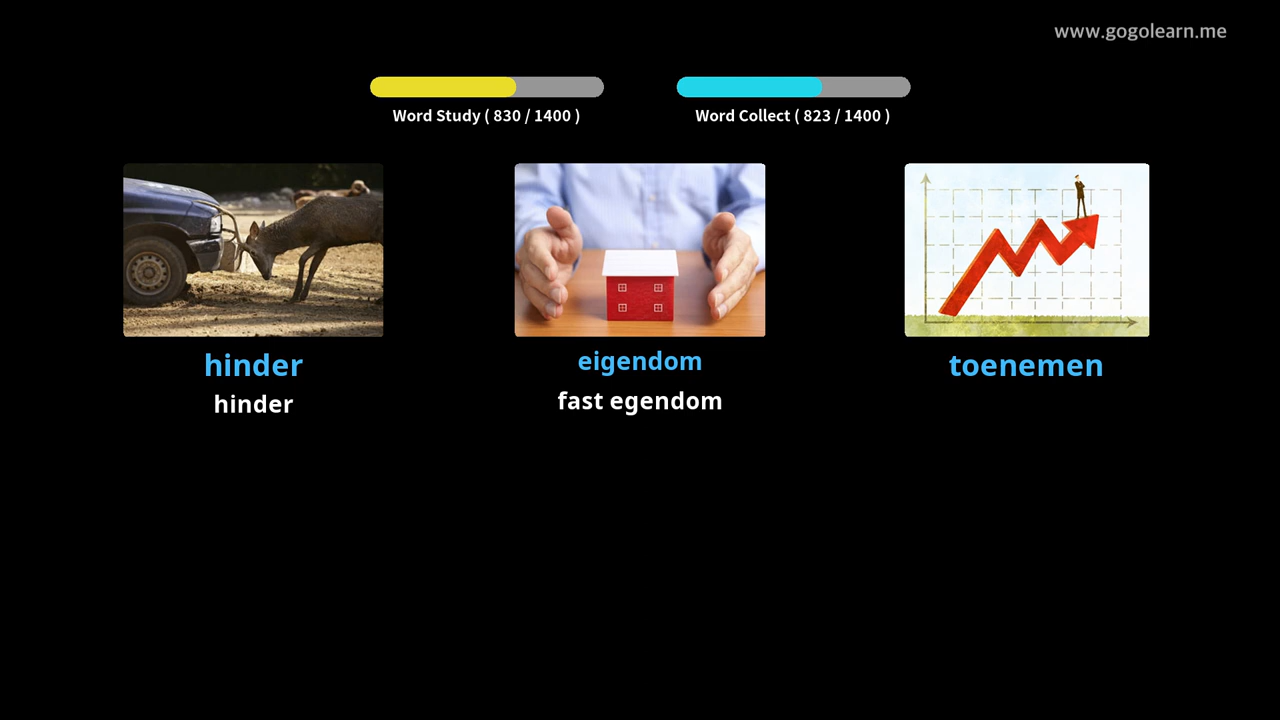 www.gogolearn.me
Word Study ( 830 / 1400 )
Word Collect ( 823 / 1400 )
hinder
hinder
eigendom
fast egendom
toenemen